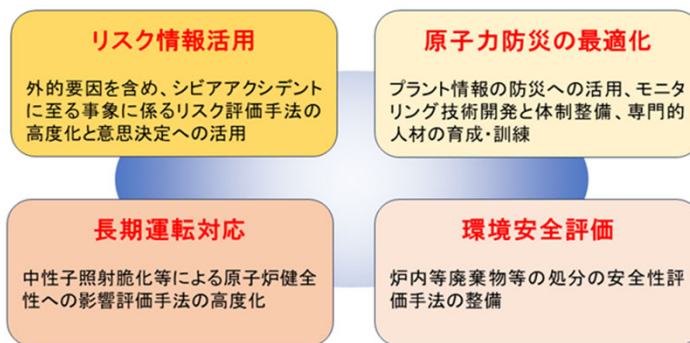 リスク情報活用
外的要因を含め、シビアアクシデント
に至る事象に係るリスク評価手法の
高度化と意思決定への活用
原子力防災の最適化
プラント情報の防災への活用、モニタ
リング技術開発と体制整備、専門的
人材の育成・訓練
長期運転対応
中性子照射脆化等による原子炉健全
性への影響評価手法の高度化
環境安全評価
炉内等廃棄物等の処分の安全性評
価手法の整備